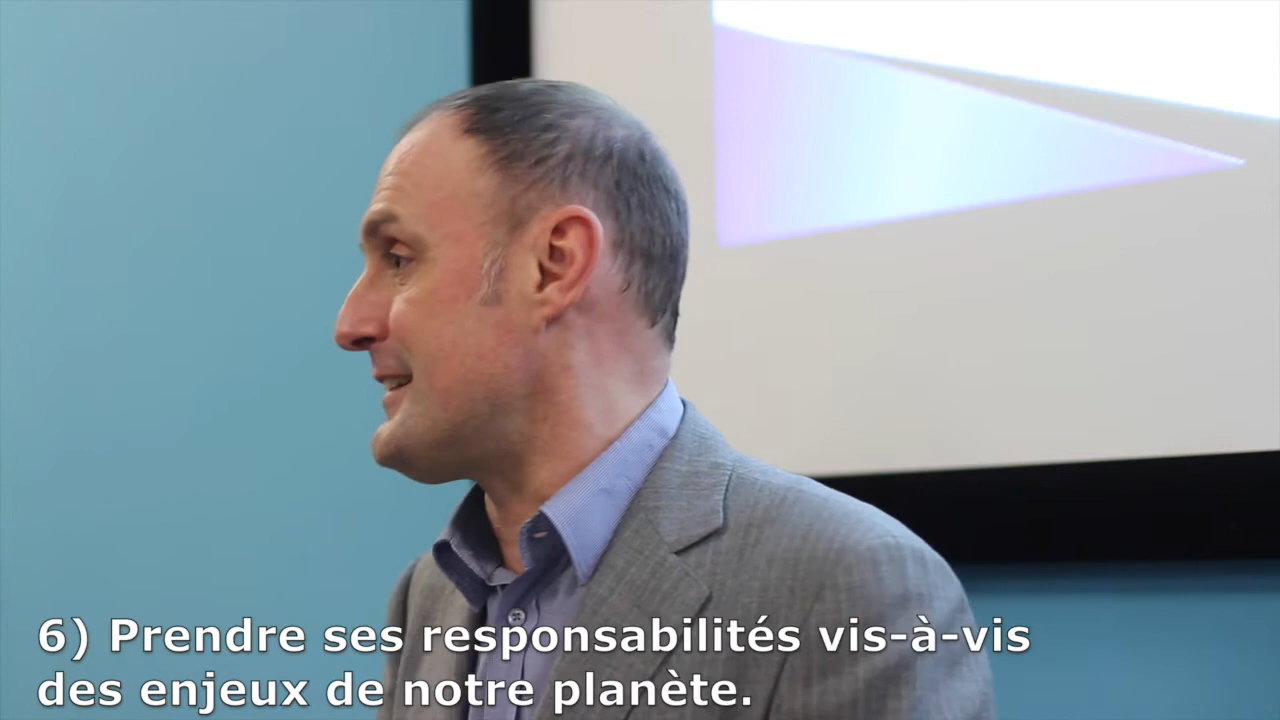 6) Prendre ses responsabilités vis-à-vis
des enjeux de notre planète.